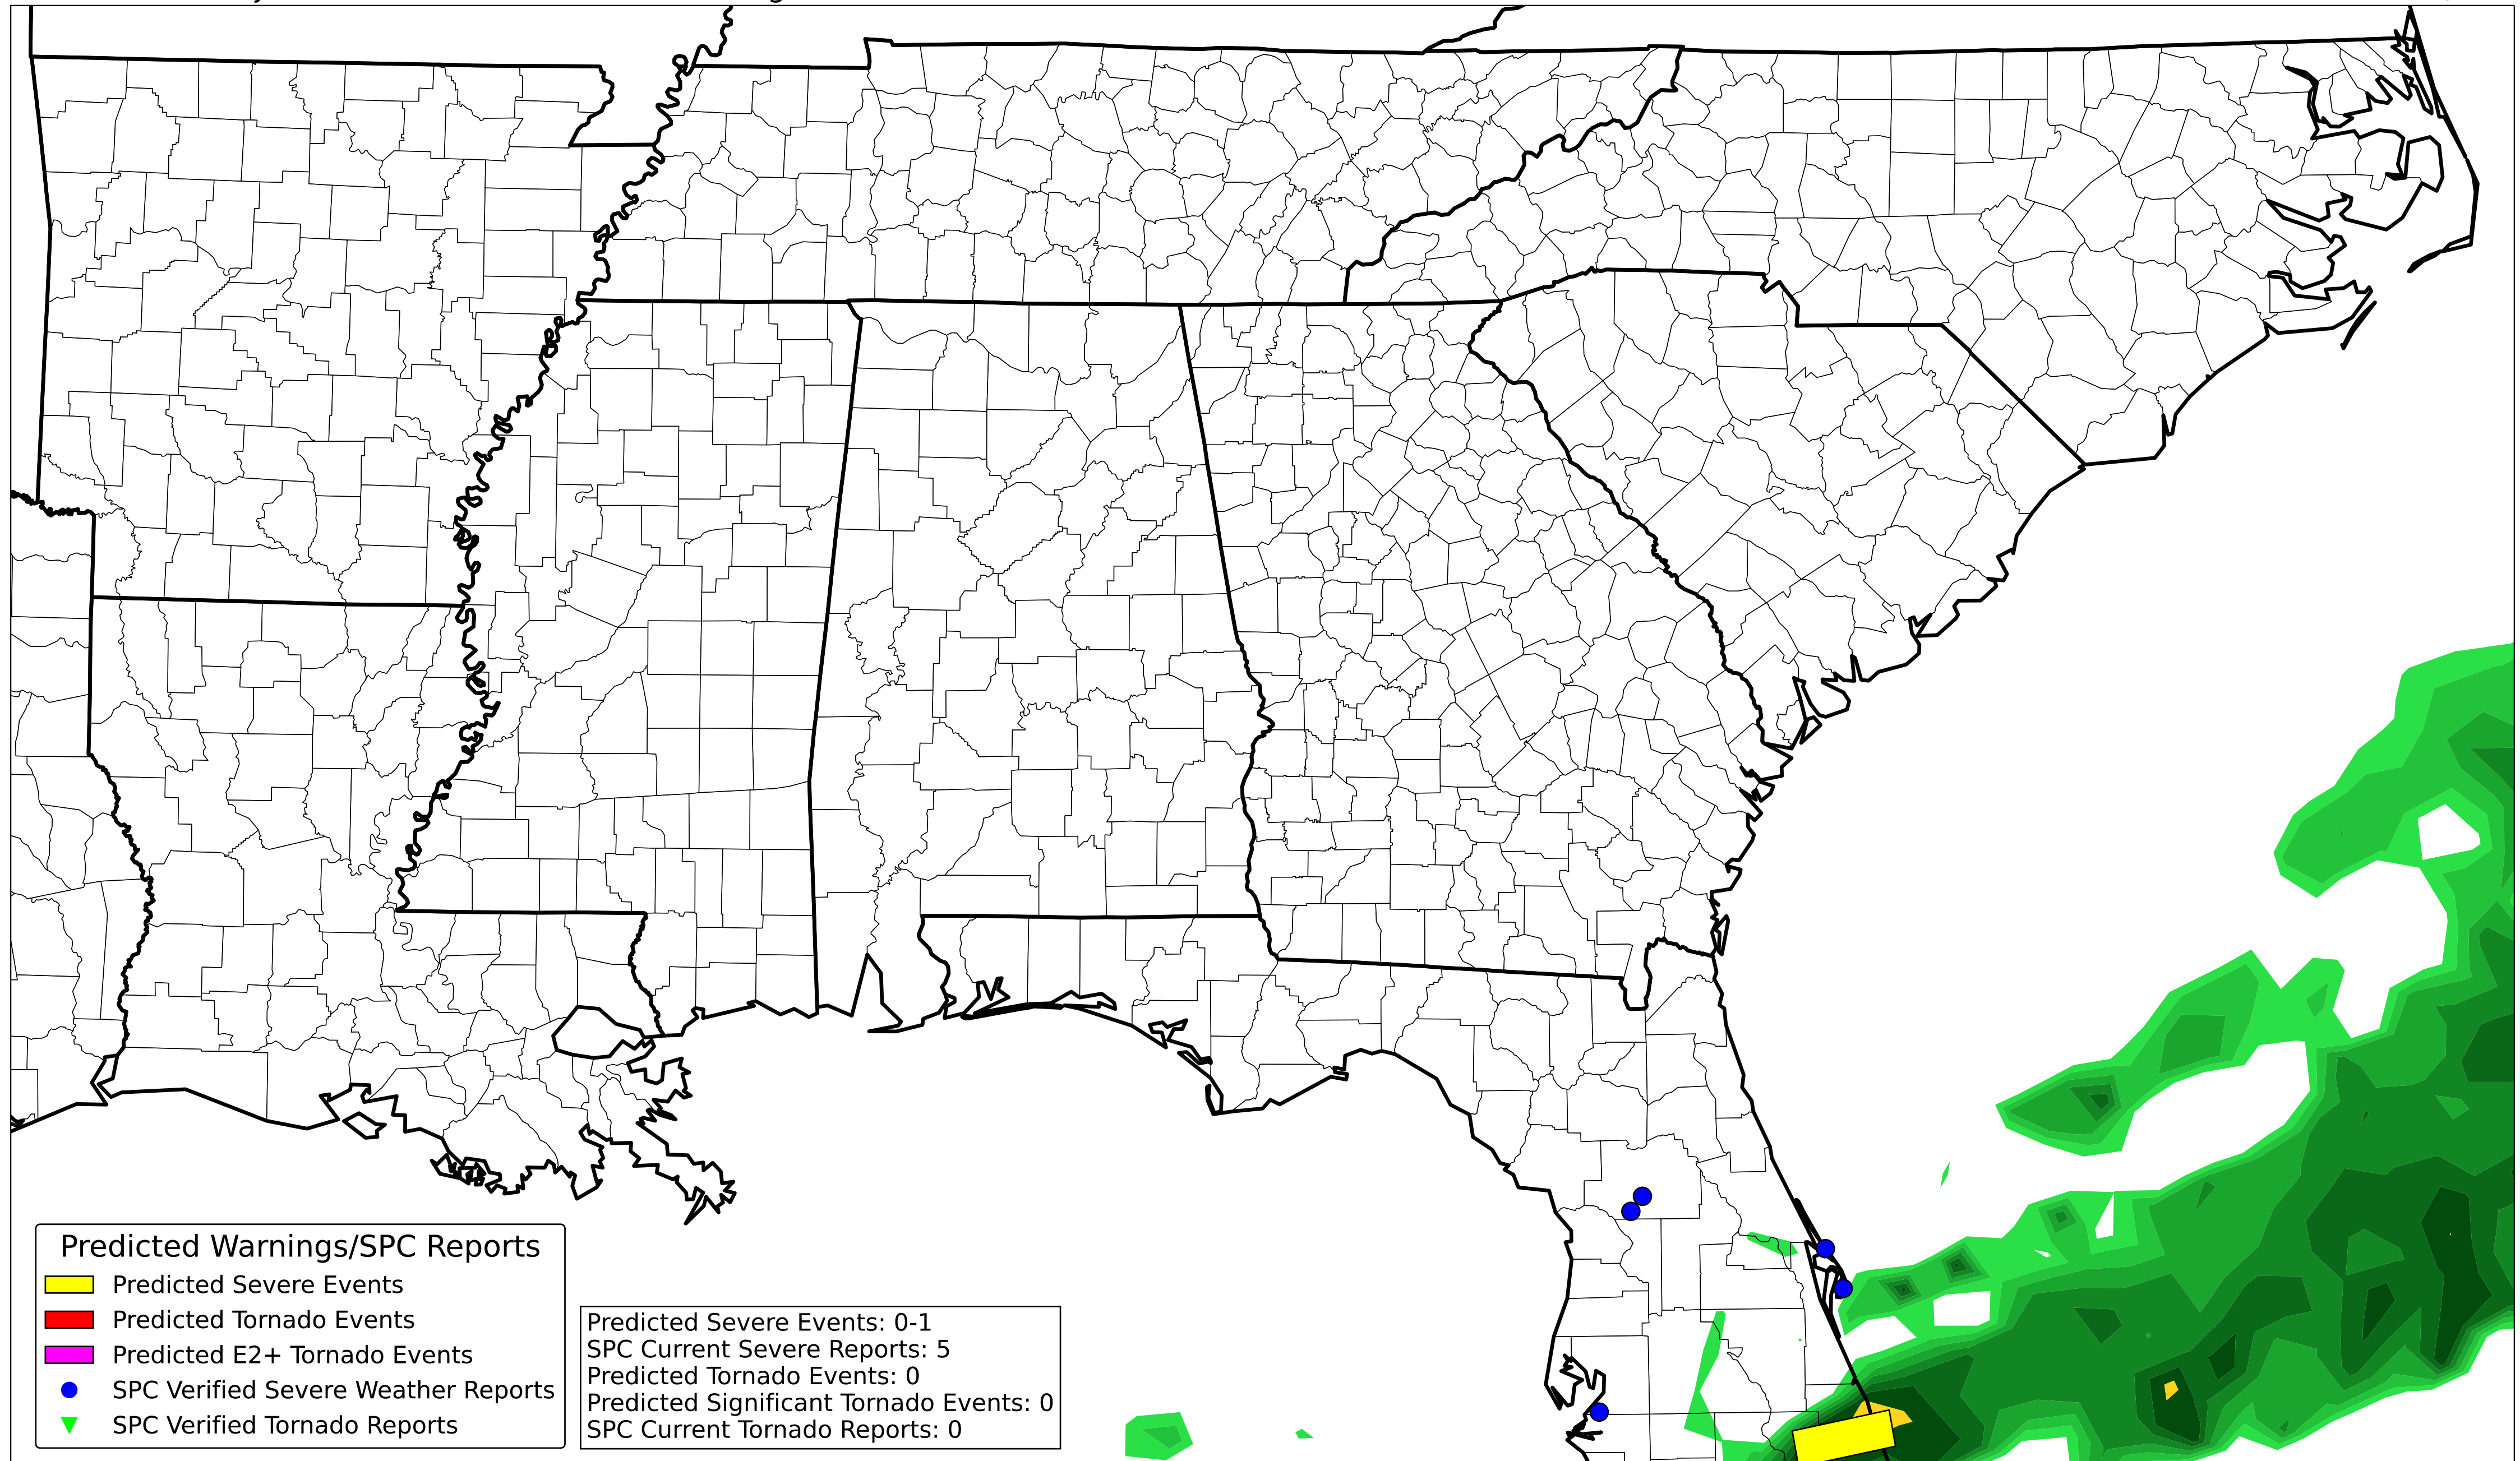 Predicted Warnings/SPC Reports
Predicted Severe Events
Predicted Tornado Events
Predicted E2+ Tornado Events
SPC Verified Severe Weather Reports
SPC Verified Tornado Reports
Predicted Severe Events: 0-1
SPC Current Severe Reports: 5
Predicted Tornado Events: 0
Predicted Significant Tornado Events: 0
SPC Current Tornado Reports: 0